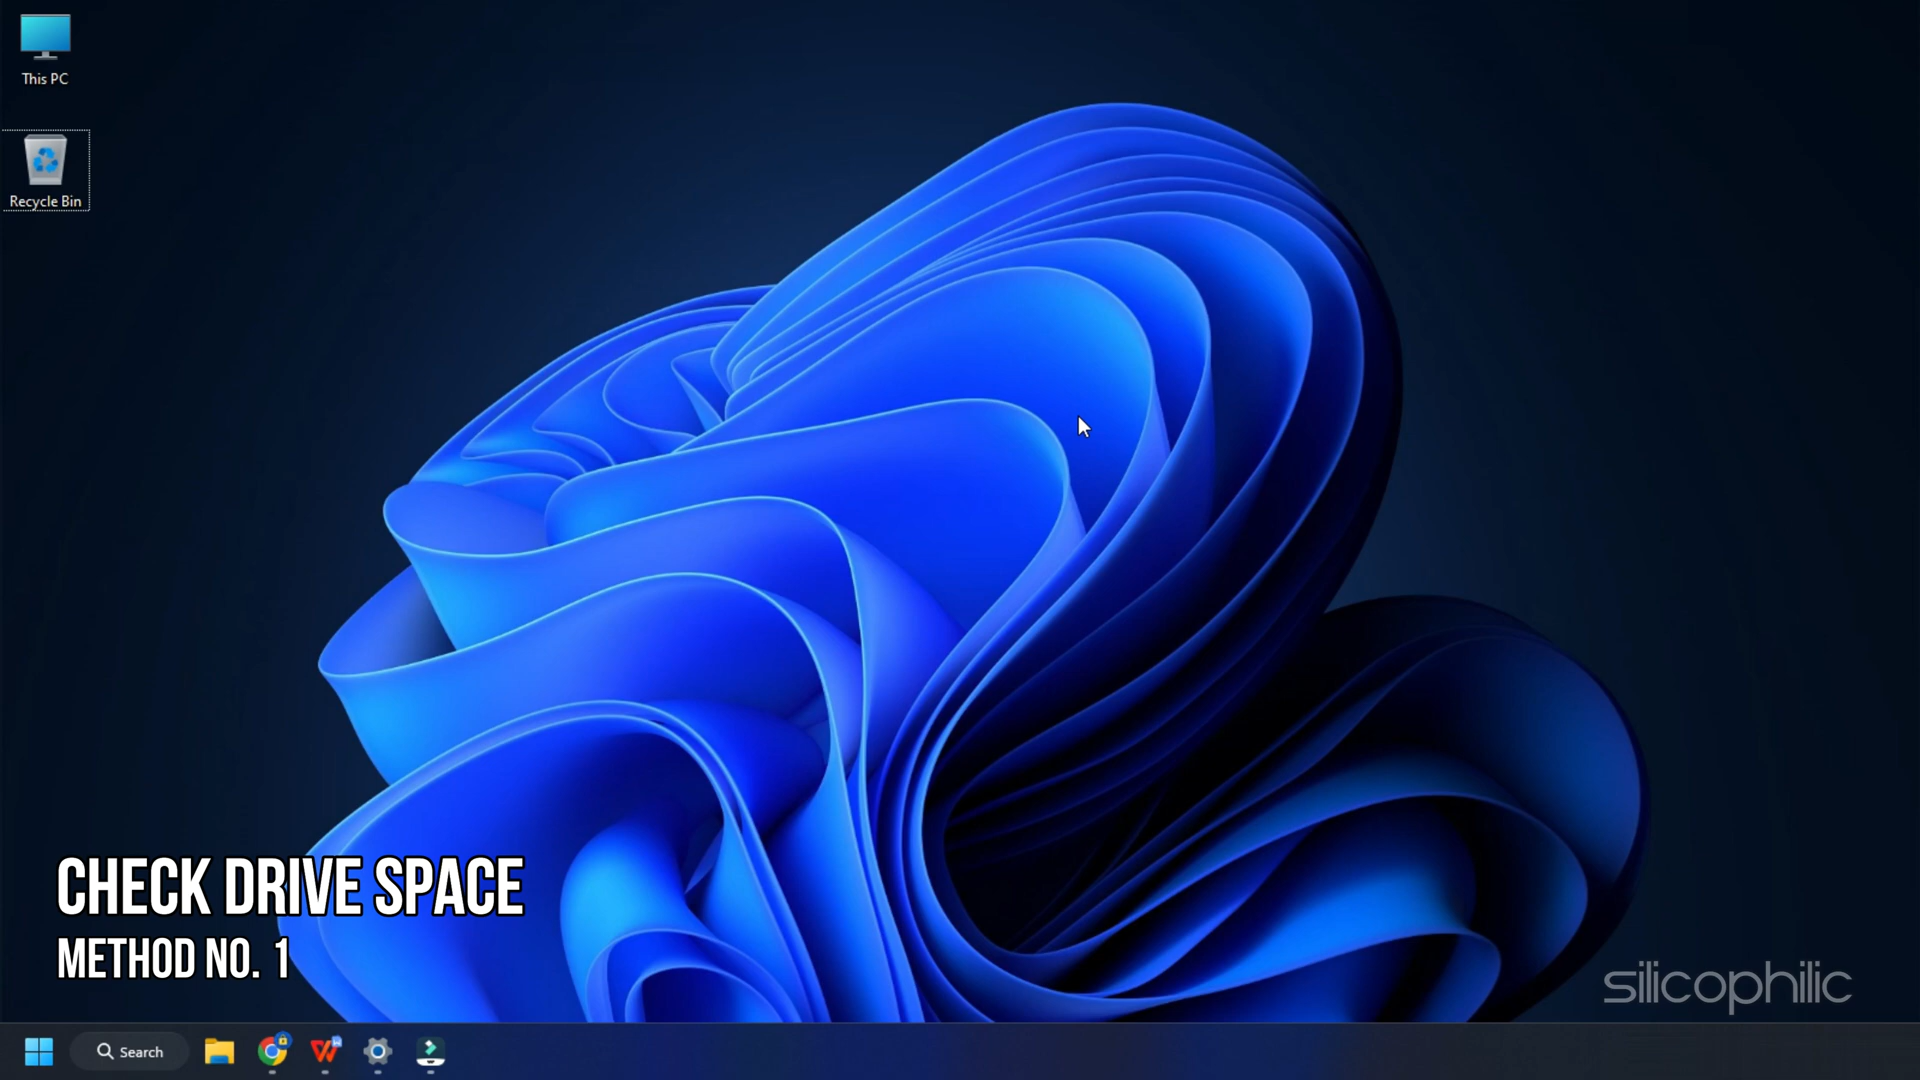 This PC
Recycle Bin
CHECK DRIVE SPACE
METHOD NO. 1
silicophilic
Search